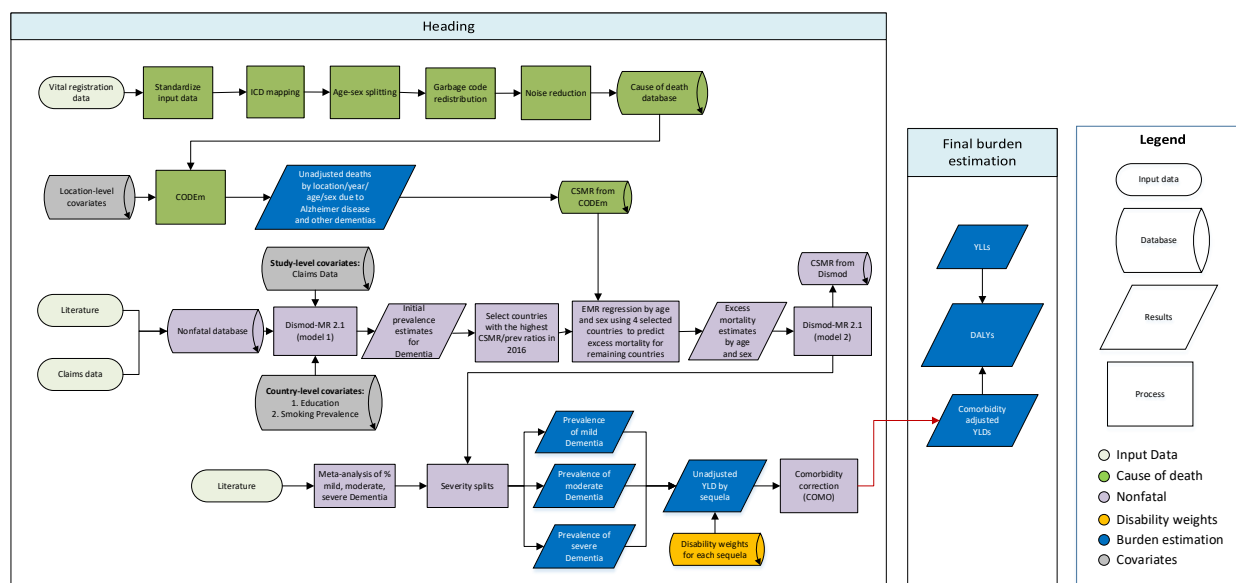 Heading
Vital registration
data
Standardize
input data
ICD mapping
Age-sex splitting
Garbage code
redistribution
Noise reduction
Cause of death
database
Location-level
covariates
CODEm
Unadjusted deaths
by location/year/
age/sex due to
Alzheimer disease
and other dementias
CSMR from
CODEm
Study-level covariates:
Claims Data
CSMR from
Dismod
Literature
Claims data
Nonfatal database
Dismod-MR 2.1
(model 1)
Initial
prevalence
estimates
for
Dementia
Select countries
with the highest
CSMR/prev ratios in
2016
EMR regression by age
and sex using 4 selected
countries to predict
excess mortality for
remaining countries
Excess
mortality
estimates
by age
and sex
Dismod-MR 2.1
(model 2)
Country-level covariates:
1. Education
2. Smoking Prevalence
Literature
Meta-analysis of %
mild, moderate,
severe Dementia
Severity splits
Prevalence
of mild
Dementia
Prevalence of
moderate
Dementia
Prevalence of
severe
Dementia
Unadjusted
YLD by
sequela
Disability weights
for each sequela
Comorbidity
correction
(COMO)
Final burden
estimation
YLLs
DALYs
Comorbidity
adjusted
YLDs
Legend
Input data
Database
Results
Process
Input Data
Cause of death
Nonfatal
Disability weights
Burden estimation
Covariates